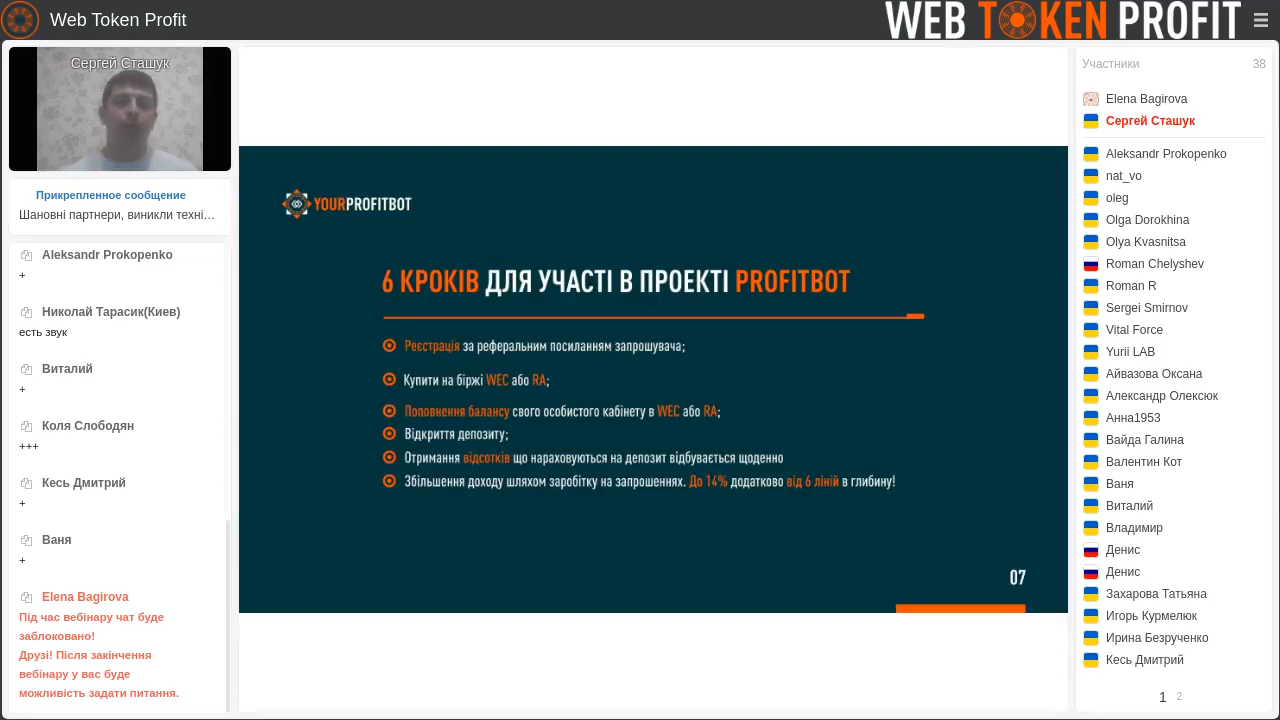 Web Token Profit
WEB TOKEN PROFIT
Сергей Сташук
Прикрепленное сообщение
Шановні партнери, виникли техні…
Aleksandr Prokopenko
+
Николай Тарасик(Киев)
есть звук
Виталий
+
Коля Слободян
+++
Кесь Дмитрий
+
Ваня
+
Elena Bagirova
Під час вебінару чат буде
заблоковано!
Друзі! Після закінчення
вебінару у вас буде
можливість задати питання.
YOURPROFITBOT
6 КРОКІВ ДЛЯ УЧАСТІ В ПРОЕКТІ PROFITBOT
Реєстрація за реферальним посиланням запрошувача;
Купити на біржі WEC або RA;
Поповнення балансу свого особистого кабінету в WEC або RA;
Відкриття депозиту;
Отримання відсотків що нараховуються на депозит відбувається щоденно
Збільшення доходу шляхом заробітку на запрошеннях. До 14% додатково від 6 ліній в глибину!
07
Участники 38
Elena Bagirova
Сергей Сташук
Aleksandr Prokopenko
nat_vo
oleg
Olga Dorokhina
Olya Kvasnitsa
Roman Chelyshev
Roman R
Sergei Smirnov
Vital Force
Yurii LAB
Айвазова Оксана
Александр Олексюк
Анна1953
Вайда Галина
Валентин Кот
Ваня
Виталий
Владимир
Денис
Денис
Захарова Татьяна
Игорь Курмелюк
Ирина Безрученко
Кесь Дмитрий
1 2